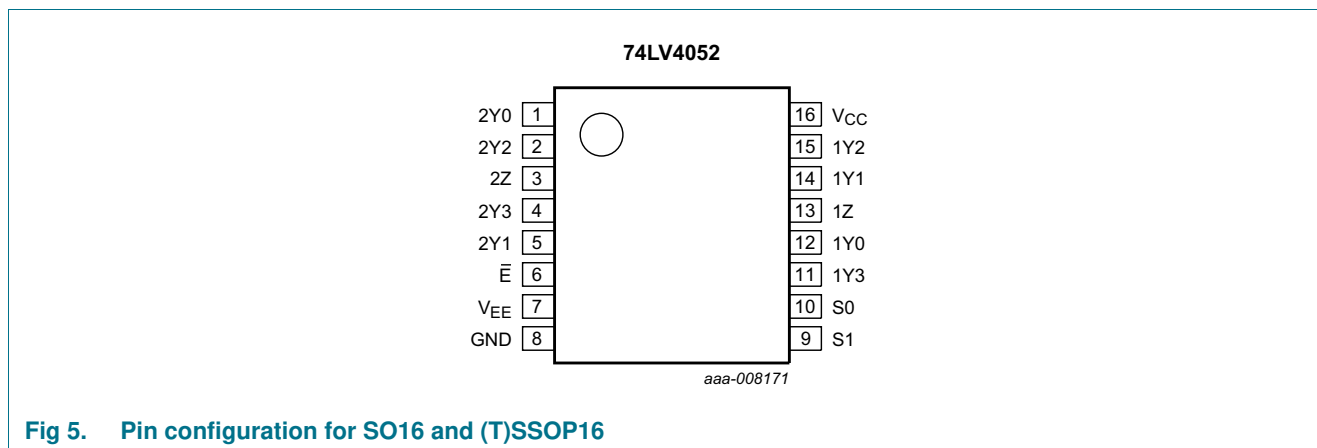 74LV4052
2Y0 1 16 VCC
2Y2 2 15 1Y2
2Z 3 14 1Y1
2Y3 4 13 1Z
2Y1 5 12 1Y0
E̅ 6 11 1Y3
VEE 7 10 S0
GND 8 9 S1
aaa-008171
Fig 5. Pin configuration for SO16 and (T)SSOP16